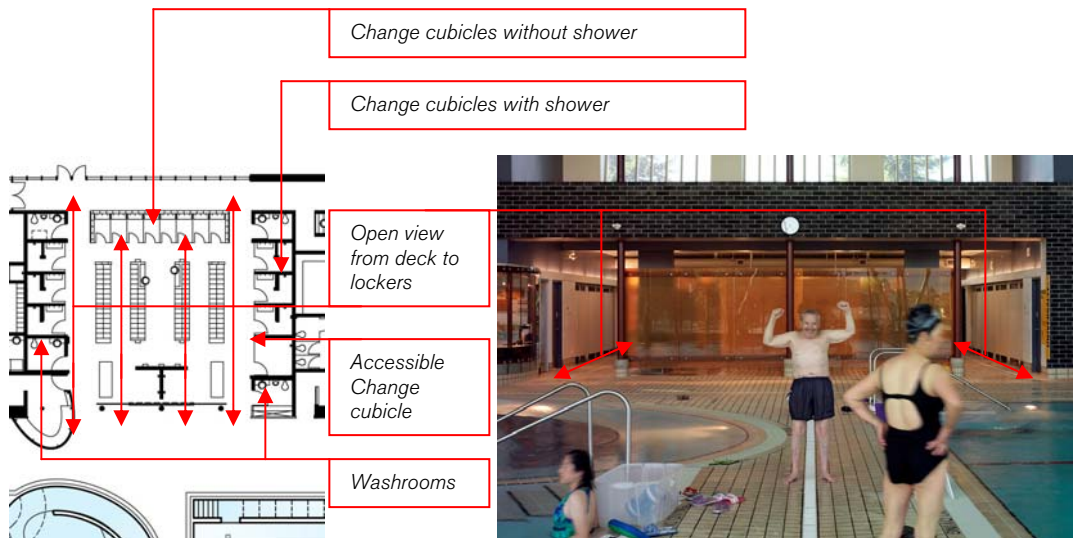 Change cubicles without shower
Change cubicles with shower
Open view
from deck to
lockers
Accessible
Change
cubicle
Washrooms